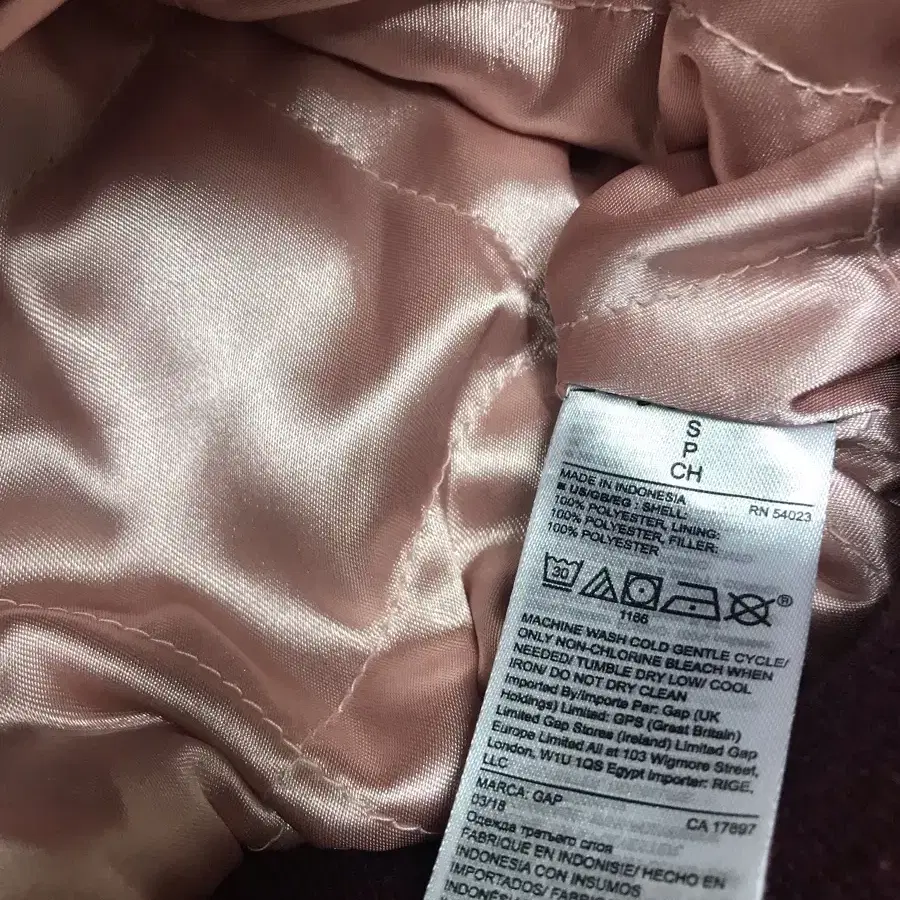 S
P
CH
MADE IN INDONESIA
RN 54023
■ US/GB/EG : SHELL:
100% POLYESTER, LINING:
100% POLYESTER, FILLER:
100% POLYESTER
30
®
1166
MACHINE WASH COLD GENTLE CYCLE/
ONLY NON-CHLORINE BLEACH WHEN
NEEDED/ TUMBLE DRY LOW/ COOL
IRON/ DO NOT DRY CLEAN
Imported By/Importe Par: Gap (UK
Holdings) Limited: GPS (Great Britain)
Limited Gap Stores (Ireland) Limited Gap
Europe Limited All at 103 Wigmore Street,
London, W1U 1QS Egypt Importer: RIGE,
LLC
MARCA: GAP
CA 17897
03/18
Одежда третьего слоя
FABRIQUE EN INDONISIE/ HECHO EN
INDONESIA CON INSUMOS
IMPORTADOS/